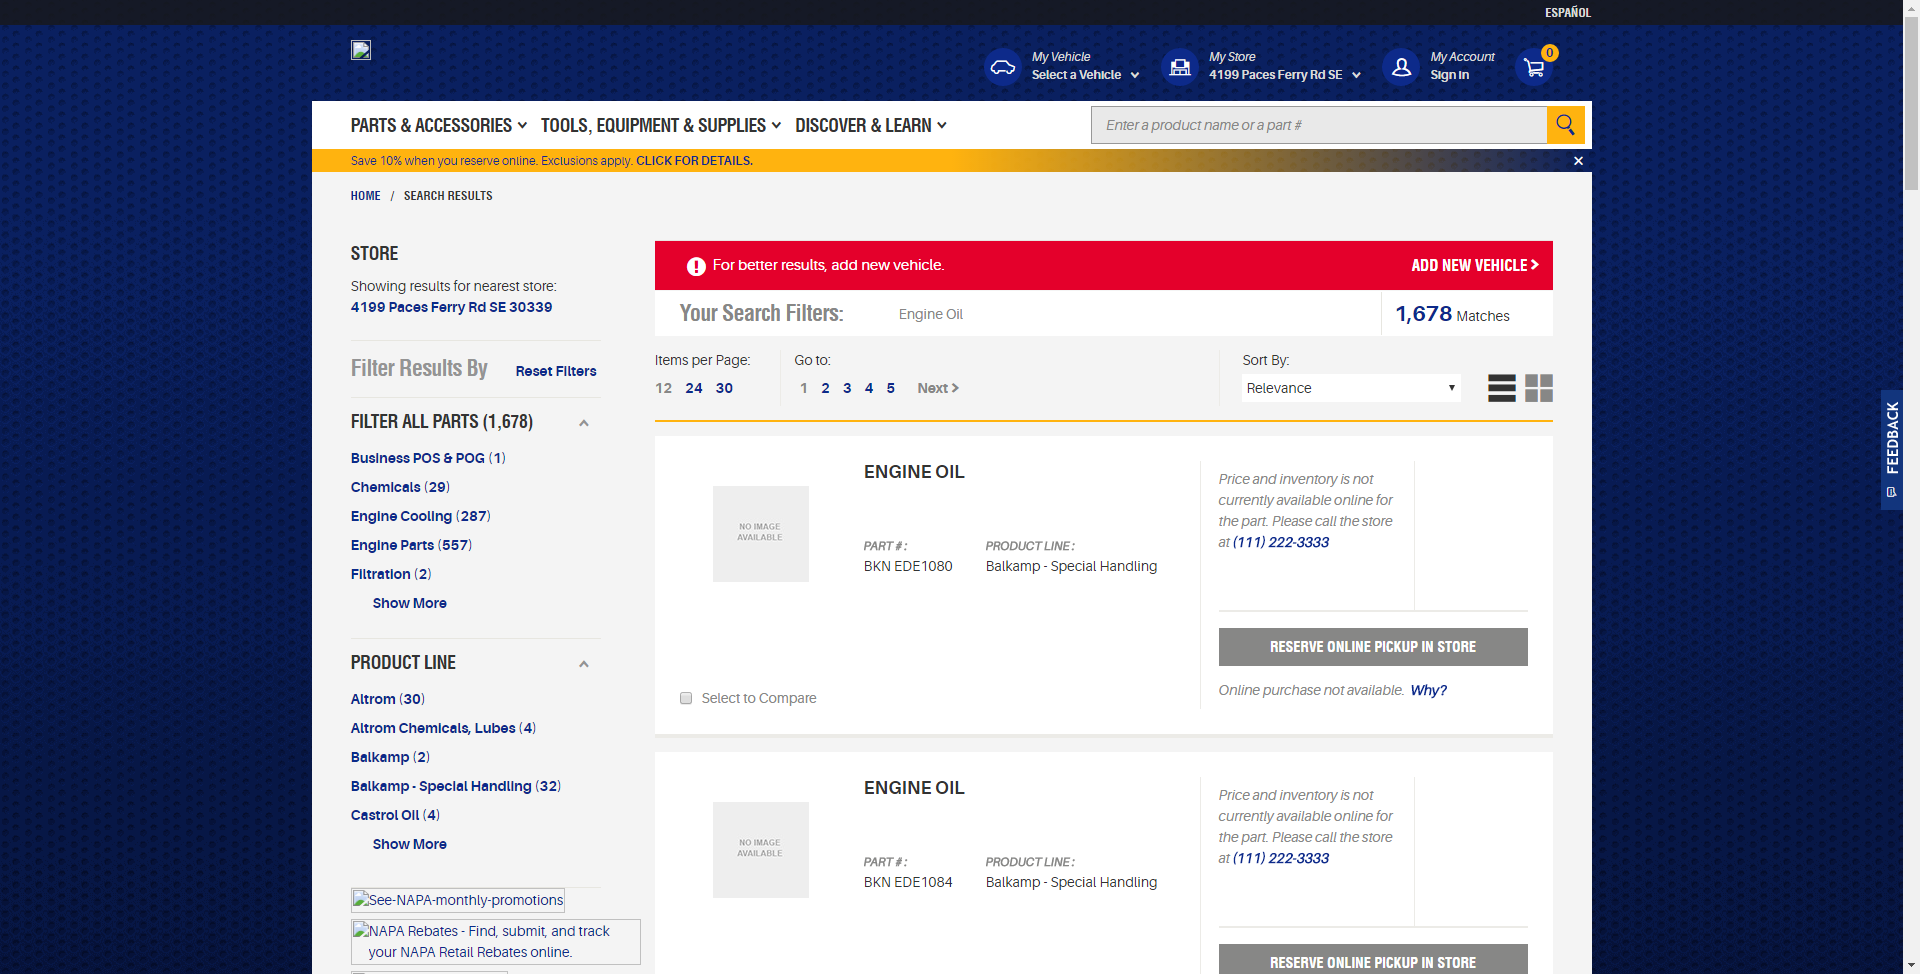 ESPAÑOL
My Vehicle
Select a Vehicle
My Store
4199 Paces Ferry Rd SE
My Account
Sign in
0
PARTS & ACCESSORIES
TOOLS, EQUIPMENT & SUPPLIES
DISCOVER & LEARN
Enter a product name or a part #
Save 10% when you reserve online. Exclusions apply. CLICK FOR DETAILS.
HOME / SEARCH RESULTS
STORE
Showing results for nearest store:
4199 Paces Ferry Rd SE 30339
Filter Results By
Reset Filters
FILTER ALL PARTS (1,678)
Business POS & POG (1)
Chemicals (29)
Engine Cooling (287)
Engine Parts (557)
Filtration (2)
Show More
PRODUCT LINE
Altrom (30)
Altrom Chemicals, Lubes (4)
Balkamp (2)
Balkamp - Special Handling (32)
Castrol Oil (4)
Show More
See-NAPA-monthly-promotions
NAPA Rebates - Find, submit, and track
your NAPA Retail Rebates online.
For better results, add new vehicle.
ADD NEW VEHICLE
Your Search Filters:
Engine Oil
1,678 Matches
Items per Page:
12 24 30
Go to:
1 2 3 4 5 Next
Sort By:
Relevance
ENGINE OIL
NO IMAGE
AVAILABLE
PART # :
BKN EDE1080
PRODUCT LINE :
Balkamp - Special Handling
Price and inventory is not
currently available online for
the part. Please call the store
at (111) 222-3333
RESERVE ONLINE PICKUP IN STORE
Online purchase not available. Why?
Select to Compare
ENGINE OIL
NO IMAGE
AVAILABLE
PART # :
BKN EDE1084
PRODUCT LINE :
Balkamp - Special Handling
Price and inventory is not
currently available online for
the part. Please call the store
at (111) 222-3333
RESERVE ONLINE PICKUP IN STORE
FEEDBACK